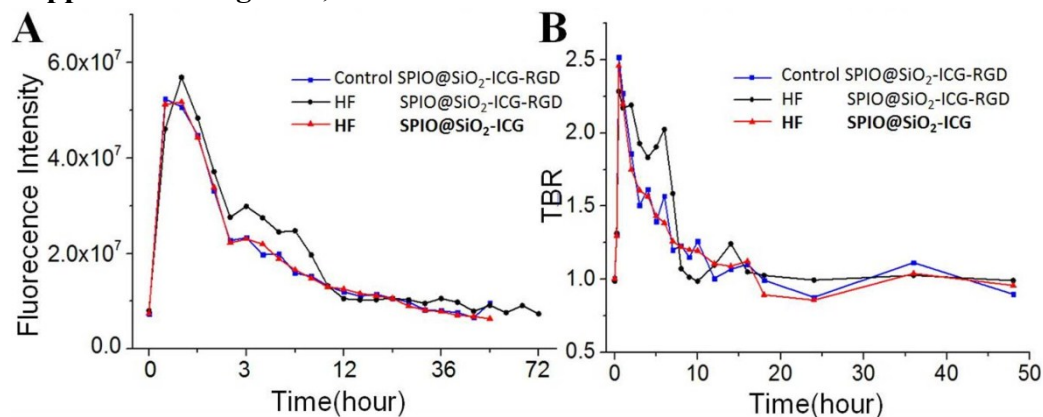 A
Fluorecence Intensity
6.0x10⁷
4.0x10⁷
2.0x10⁷
0.0
Control SPIO@SiO₂-ICG-RGD
HF SPIO@SiO₂-ICG-RGD
HF SPIO@SiO₂-ICG
0 3 12 36 72
Time(hour)
B
TBR
2.5
2.0
1.5
1.0
0.5
Control SPIO@SiO₂-ICG-RGD
HF SPIO@SiO₂-ICG-RGD
HF SPIO@SiO₂-ICG
0 10 20 30 40 50
Time(hour)